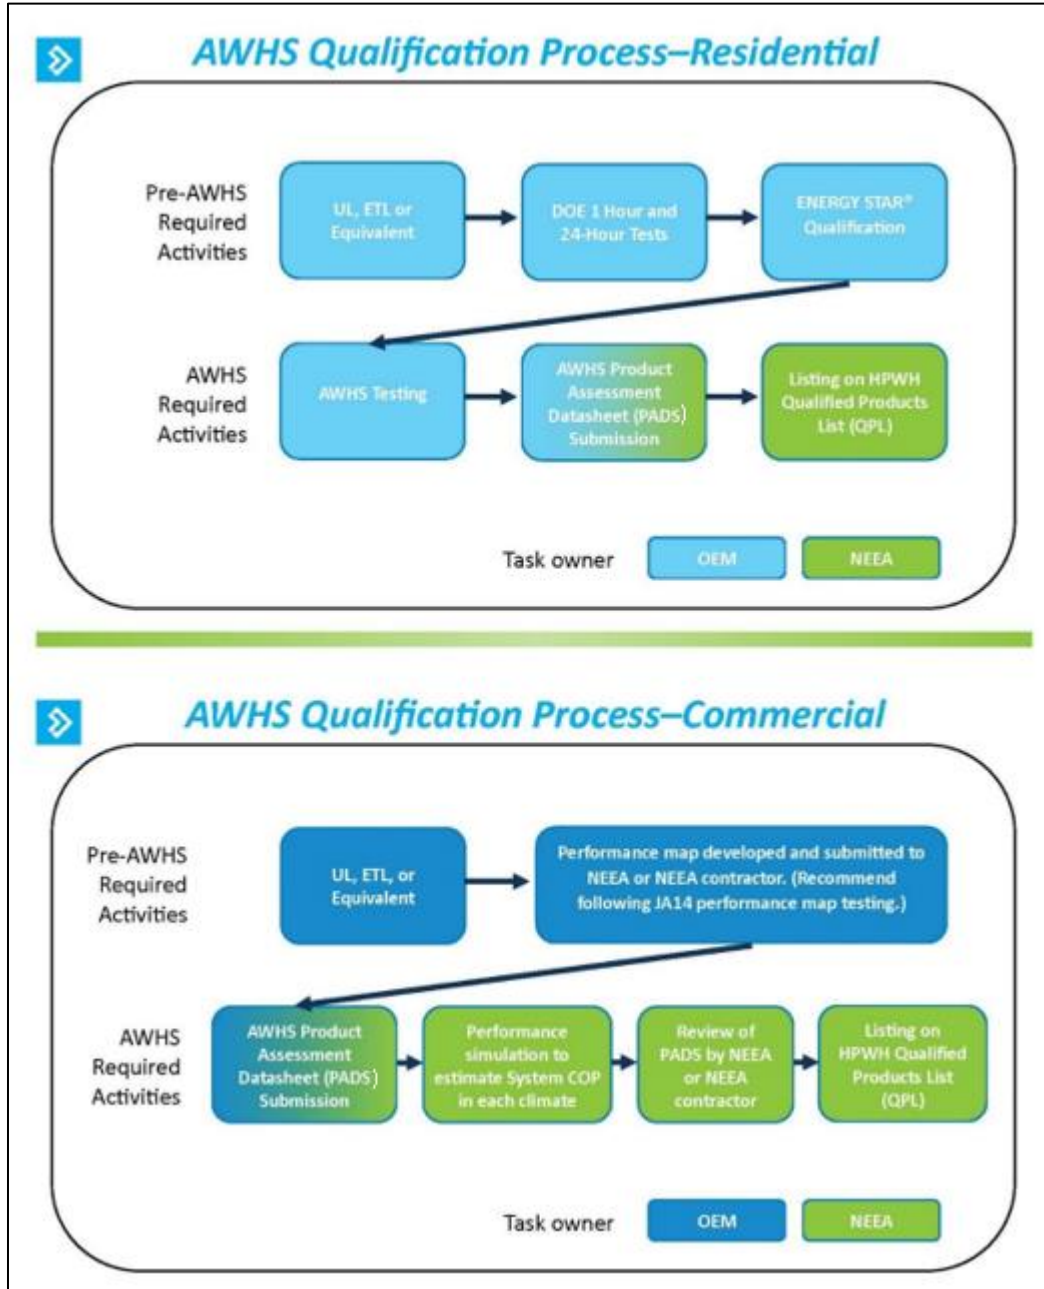 AWHS Qualification Process–Residential
Pre-AWHS
Required
Activities
UL, ETL or
Equivalent
DOE 1 Hour and
24-Hour Tests
ENERGY STAR®
Qualification
AWHS
Required
Activities
AWHS Testing
AWHS Product
Assessment
Datasheet (PADS)
Submission
Listing on HPWH
Qualified Products
List (QPL)
Task owner
OEM
NEEA
AWHS Qualification Process–Commercial
Pre-AWHS
Required
Activities
UL, ETL, or
Equivalent
Performance map developed and submitted to
NEEA or NEEA contractor. (Recommend
following JA14 performance map testing.)
AWHS
Required
Activities
AWHS Product
Assessment
Datasheet (PADS)
Submission
Performance
simulation to
estimate System COP
in each climate
Review of
PADS by NEEA
or NEEA
contractor
Listing on
HPWH Qualified
Products List
(QPL)
Task owner
OEM
NEEA